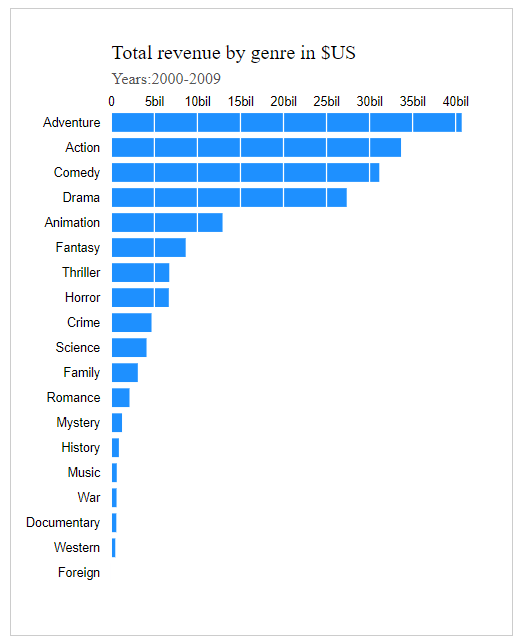 Total revenue by genre in $US
Years:2000-2009
0 5bil 10bil 15bil 20bil 25bil 30bil 35bil 40bil
Adventure
Action
Comedy
Drama
Animation
Fantasy
Thriller
Horror
Crime
Science
Family
Romance
Mystery
History
Music
War
Documentary
Western
Foreign